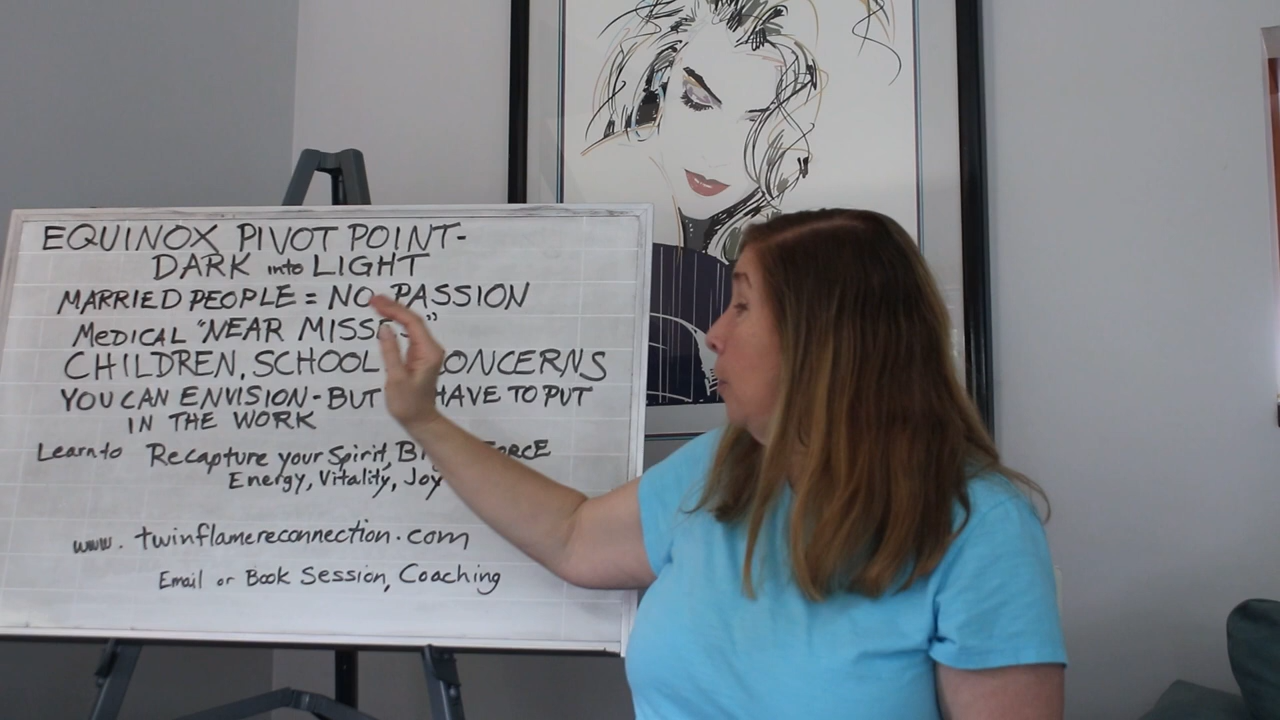 EQUINOX PIVOT POINT-
DARK into LIGHT
MARRIED PEOPLE = NO PASSION
MEDICAL "NEAR MISSES"
CHILDREN, SCHOOL CONCERNS
YOU CAN ENVISION - BUT HAVE TO PUT
IN THE WORK
Learn to Recapture your Spirit,
Energy, Vitality, Joy
www.twinflamereconnection.com
Email or Book Session, Coaching